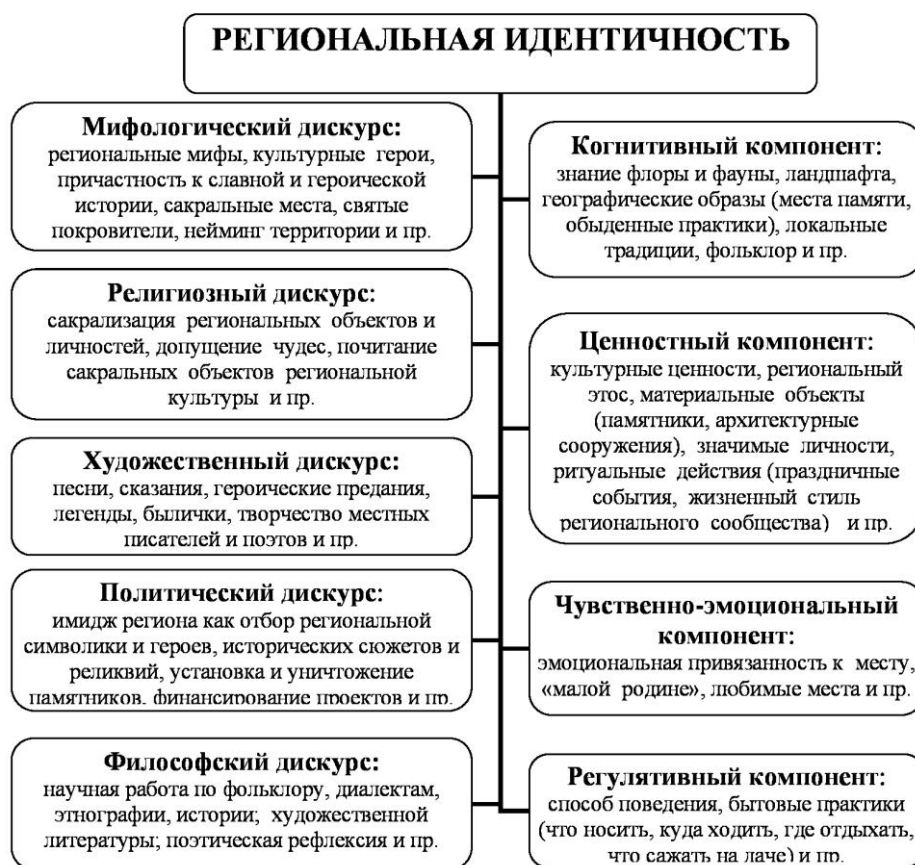 РЕГИОНАЛЬНАЯ ИДЕНТИЧНОСТЬ
Мифологический дискурс:
региональные мифы, культурные герои,
причастность к славной и героической
истории, сакральные места, святые
покровители, нейминг территории и пр.
Религиозный дискурс:
сакрализация региональных объектов и
личностей, допущение чудес, почитание
сакральных объектов региональной
культуры и пр.
Художественный дискурс:
песни, сказания, героические предания,
легенды, былички, творчество местных
писателей и поэтов и пр.
Политический дискурс:
имидж региона как отбор региональной
символики и героев, исторических сюжетов и
реликвий, установка и уничтожение
памятников, финансирование проектов и пр.
Философский дискурс:
научная работа по фольклору, диалектам,
этнографии, истории; художественной
литературы; поэтическая рефлексия и пр.
Когнитивный компонент:
знание флоры и фауны, ландшафта,
географические образы (места памяти,
обыденные практики), локальные
традиции, фольклор и пр.
Ценностный компонент:
культурные ценности, региональный
этос, материальные объекты
(памятники, архитектурные
сооружения), значимые личности,
ритуальные действия (праздничные
события, жизненный стиль
регионального сообщества) и пр.
Чувственно-эмоциональный
компонент:
эмоциональная привязанность к месту,
«малой родине», любимые места и пр.
Регулятивный компонент:
способ поведения, бытовые практики
(что носить, куда ходить, где отдыхать,
что сажать на даче) и пр.